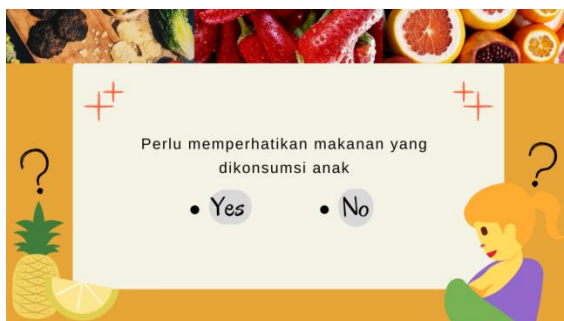 Perlu memperhatikan makanan yang
dikonsumsi anak
• Yes • No
? ?